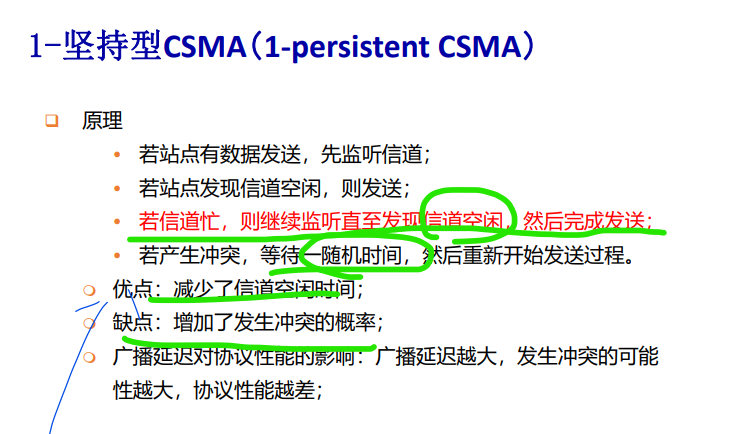 1-坚持型CSMA(1-persistent CSMA)
原理
若站点有数据发送，先监听信道；
若站点发现信道空闲，则发送；
若信道忙，则继续监听直至发现信道空闲，然后完成发送；
若产生冲突，等待一随机时间，然后重新开始发送过程。
优点：减少了信道空闲时间；
缺点：增加了发生冲突的概率；
广播延迟对协议性能的影响：广播延迟越大，发生冲突的可能
性越大，协议性能越差；